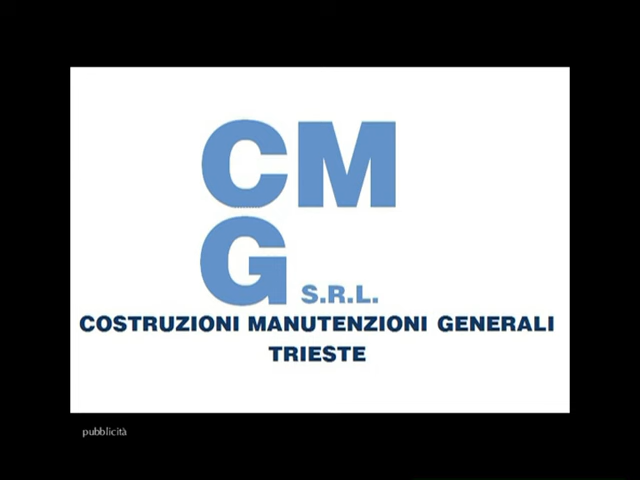 CM
G S.R.L.
COSTRUZIONI MANUTENZIONI GENERALI
TRIESTE
pubblicità